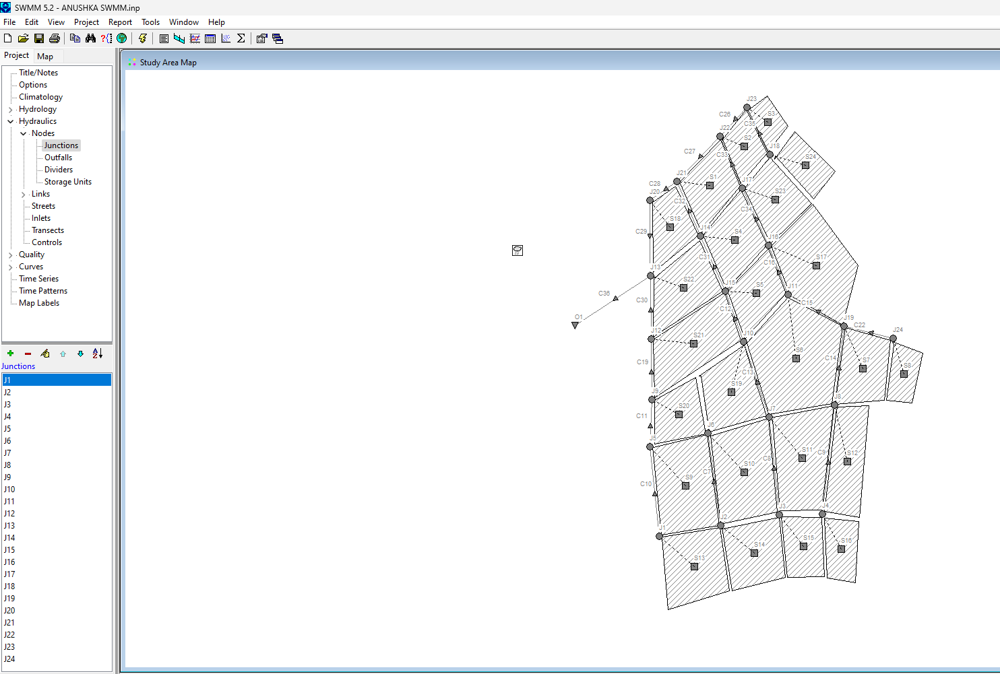 SWMM 5.2 - ANUSHKA SWMM.inp
File Edit View Project Report Tools Window Help
Project Map
Title/Notes
Options
Climatology
Hydrology
Hydraulics
Nodes
Junctions
Outfalls
Dividers
Storage Units
Links
Streets
Inlets
Transects
Controls
Quality
Curves
Time Series
Time Patterns
Map Labels
Junctions
J1
J2
J3
J4
J5
J6
J7
J8
J9
J10
J11
J12
J13
J14
J15
J16
J17
J18
J19
J20
J21
J22
J23
J24
Study Area Map
J23
C26 S3
C35
J22
S2
J18
C27 C33 S24
J21
S1 J17
C28
J20 S23
C32
C34
S18
J14
C29 S4
J16
C31 S17
C16
J13
S22 J15 S5
J11
C36
C30 C12 C15
O1 J19
C22
J12 J24
S21 J10
S6
C19 C14 S7
S8
C13
S19
J9
J8
S20
C11 J7
J6
J5
S11 C9 S12
C8
S10
C7
S9
C10
J3 J4
J2
J1
S15
S16
S14
S13